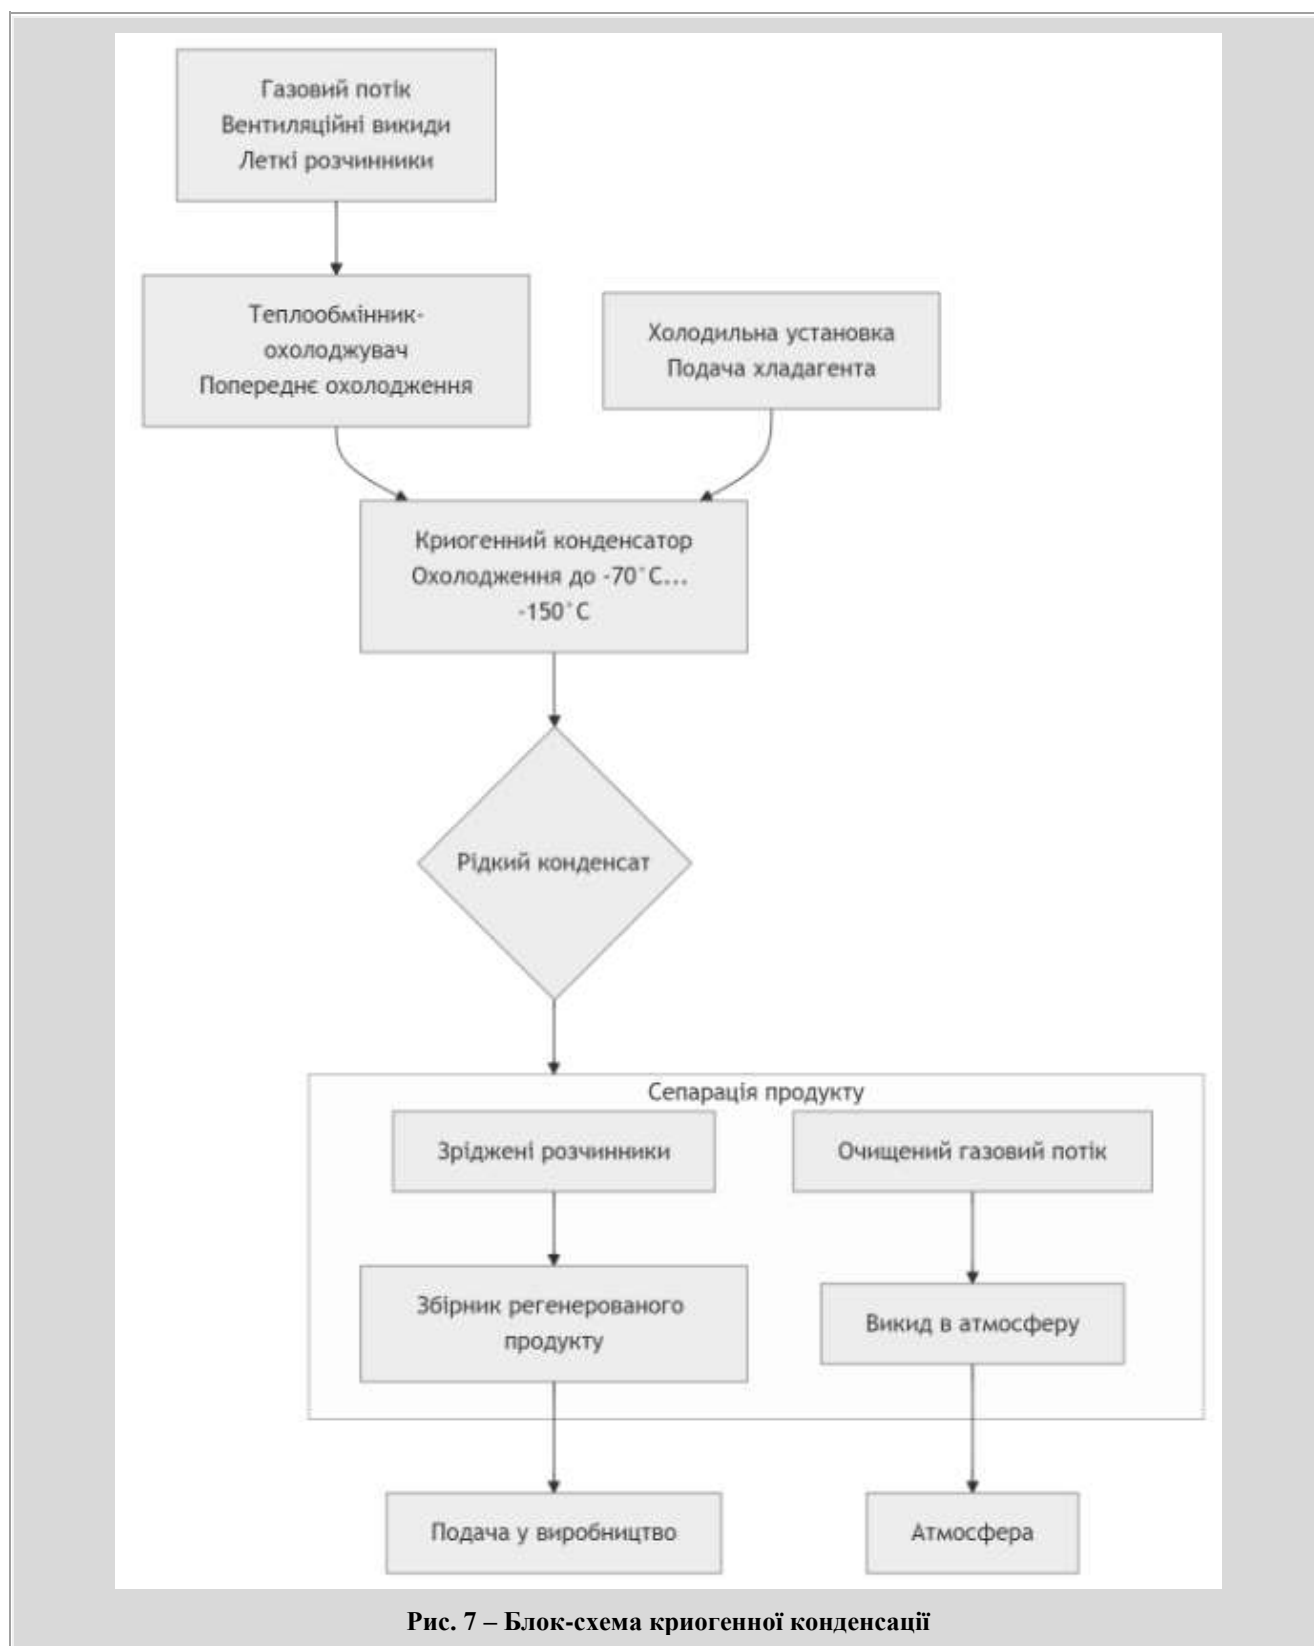 Газовий потік
Вентиляційні викиди
Леткі розчинники
Теплообмінник-
охолоджувач
Попереднє охолодження
Холодильна установка
Подача хладагента
Криогенний конденсатор
Охолодження до -70°C...
-150°C
Рідкий конденсат
Сепарація продукту
Зріджені розчинники
Очищений газовий потік
Збірник регенерованого
продукту
Викид в атмосферу
Подача у виробництво
Атмосфера
Рис. 7 – Блок-схема криогенної конденсації